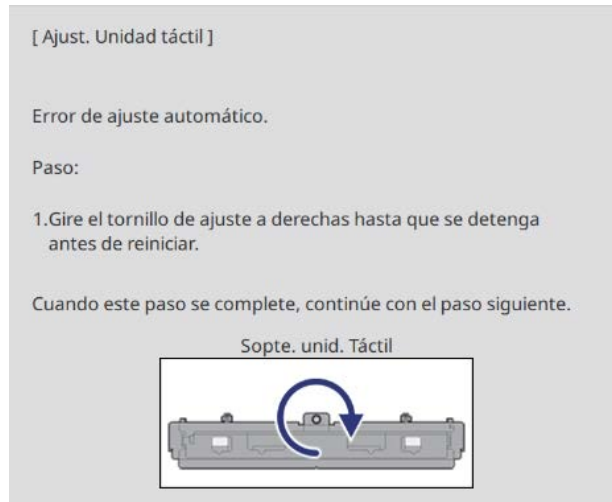 [ Ajust. Unidad táctil ]
Error de ajuste automático.
Paso:
1.Gire el tornillo de ajuste a derechas hasta que se detenga
antes de reiniciar.
Cuando este paso se complete, continúe con el paso siguiente.
Sopte. unid. Táctil